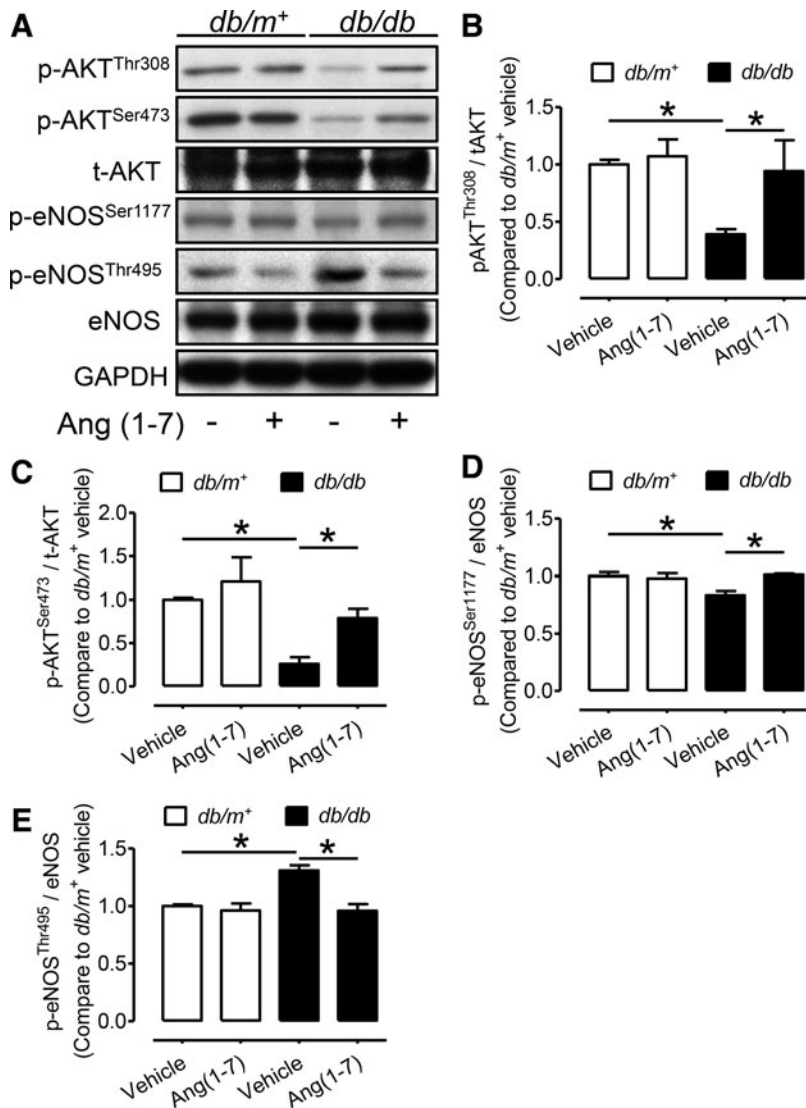 A
db/m+ db/db
p-AKTThr308
p-AKTSer473
t-AKT
p-eNOSSer1177
p-eNOSThr495
eNOS
GAPDH
Ang (1-7) - + - +
B
db/m+ db/db
pAKTThr308 / tAKT
(Compared to db/m+ vehicle)
1.5
1.0
0.5
0.0
* *
Vehicle Ang(1-7) Vehicle Ang(1-7)
C
db/m+ db/db
p-AKTSer473 / t-AKT
(Compare to db/m+ vehicle)
2.0
1.5
1.0
0.5
0.0
* *
Vehicle Ang(1-7) Vehicle Ang(1-7)
D
db/m+ db/db
p-eNOSSer1177 / eNOS
(Compared to db/m+ vehicle)
1.5
1.0
0.5
0.0
* *
Vehicle Ang(1-7) Vehicle Ang(1-7)
E
db/m+ db/db
p-eNOSThr495 / eNOS
(Compare to db/m+ vehicle)
1.5
1.0
0.5
0.0
* *
Vehicle Ang(1-7) Vehicle Ang(1-7)